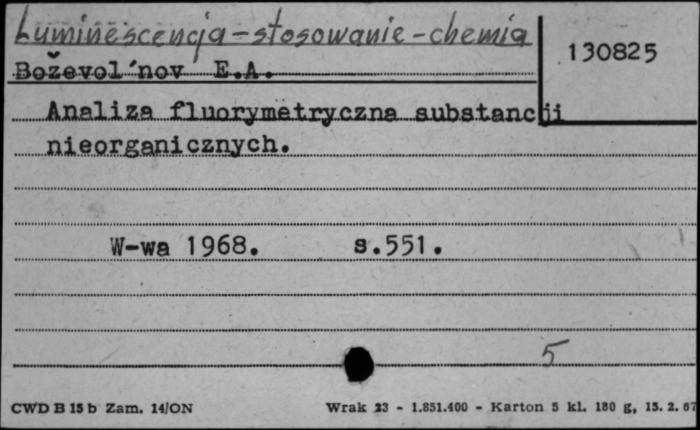 Luminescencja - stosowanie - chemia
130825
Boževol'nov E.A.
Analiza fluorymetryczna substancji
nieorganicznych.
W-wa 1968. s.551.
5
CWD B 15 b Zam. 14/ON Wrak 23 - 1.851.400 - Karton 5 kl. 180 g, 15. 2. 67